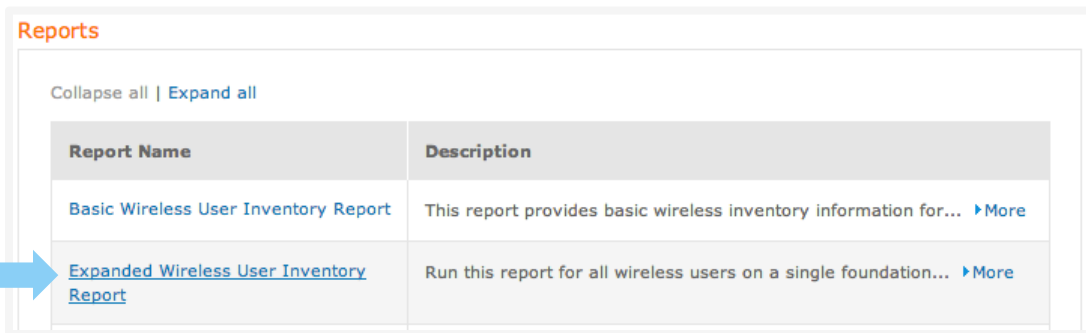 Reports
Collapse all | Expand all
Report Name
Description
Basic Wireless User Inventory Report
This report provides basic wireless inventory information for... More
Expanded Wireless User Inventory
Report
Run this report for all wireless users on a single foundation... More